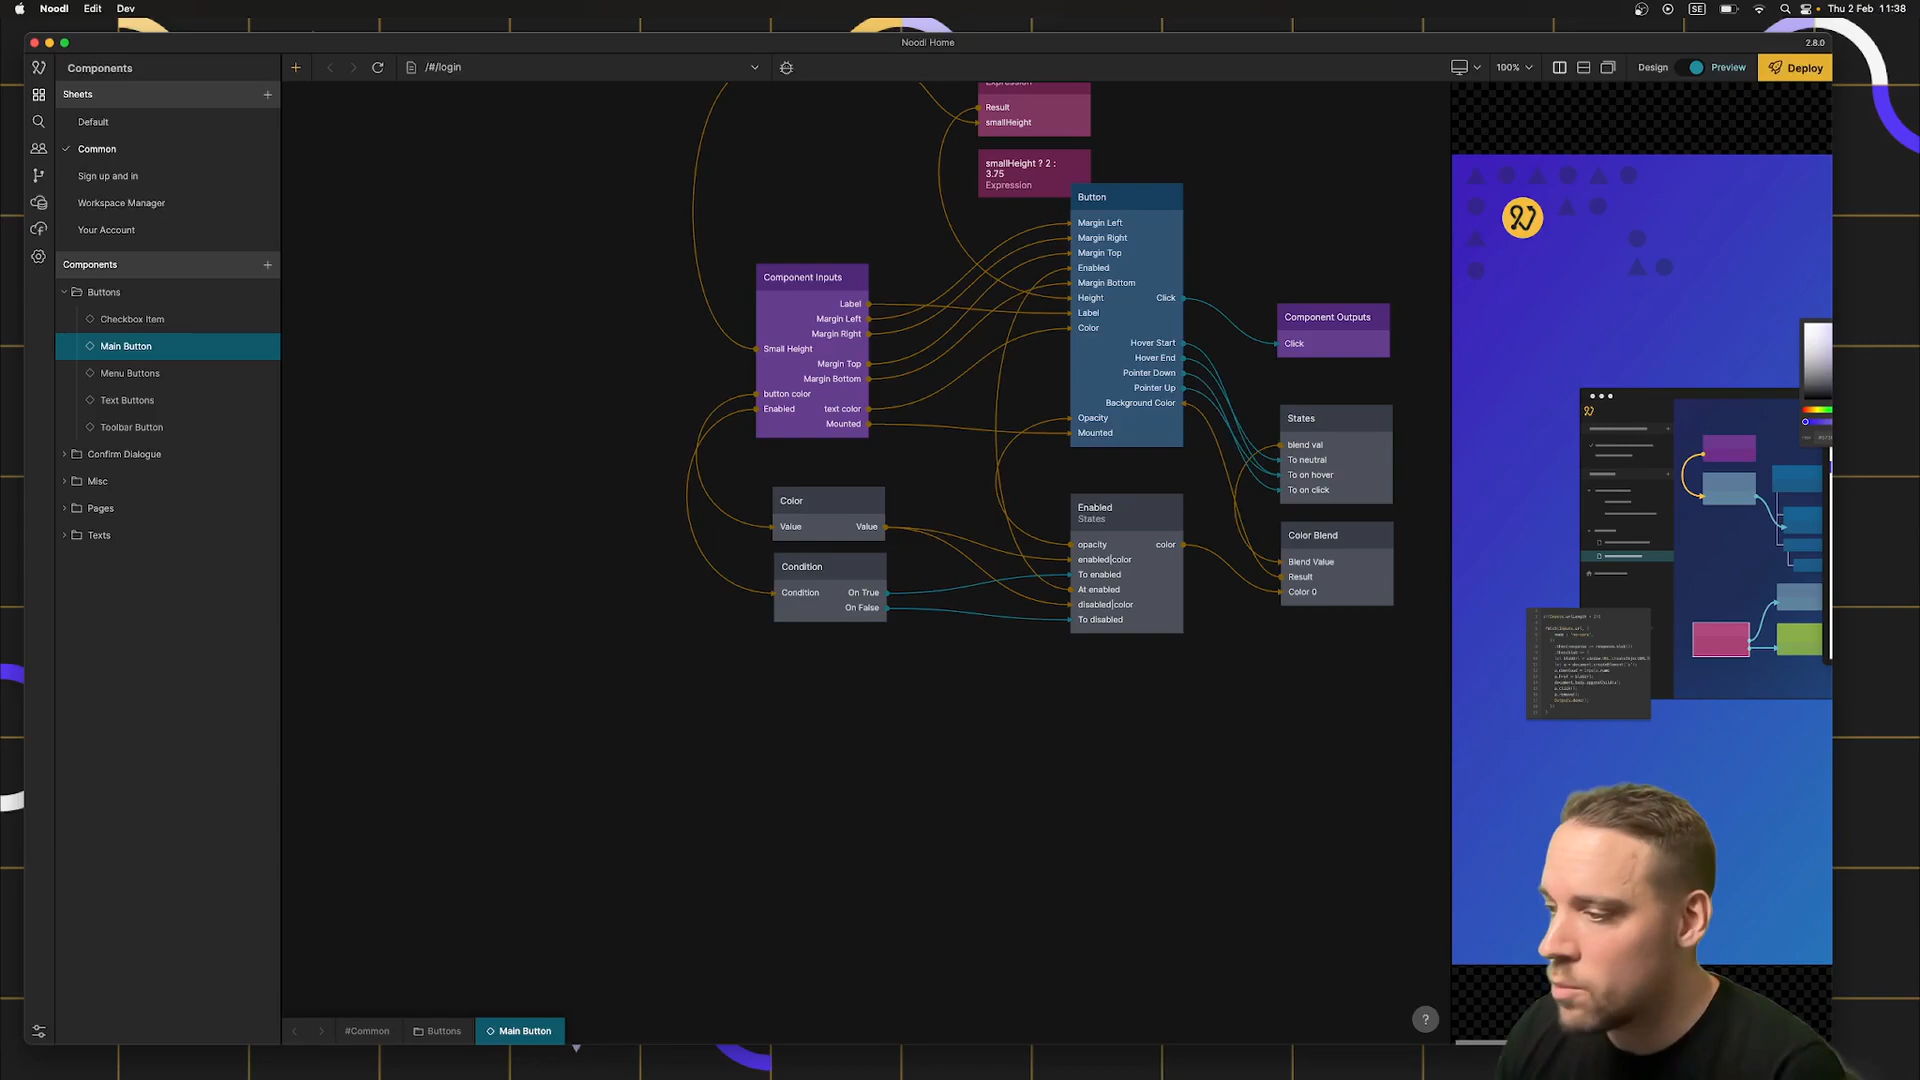 Noodl
Edit
Dev
SE
Thu 2 Feb 11:38
Noodl Home
2.8.0
Components
/#/login
100%
Design
Preview
Deploy
Sheets
Default
Common
Sign up and in
Workspace Manager
Your Account
Components
Buttons
Checkbox Item
Main Button
Menu Buttons
Text Buttons
Toolbar Button
Confirm Dialogue
Misc
Pages
Texts
Expression
Result
smallHeight
smallHeight ? 2 :
3.75
Expression
Component Inputs
Label
Margin Left
Margin Right
Small Height
Margin Top
Margin Bottom
button color
Enabled
text color
Mounted
Button
Margin Left
Margin Right
Margin Top
Enabled
Margin Bottom
Height
Click
Label
Color
Hover Start
Hover End
Pointer Down
Pointer Up
Background Color
Opacity
Mounted
Component Outputs
Click
States
blend val
To neutral
To on hover
To on click
Color
Value
Value
Condition
Condition
On True
On False
Enabled
States
opacity
color
enabled|color
To enabled
At enabled
disabled|color
To disabled
Color Blend
Blend Value
Result
Color 0
#Common
Buttons
Main Button
?